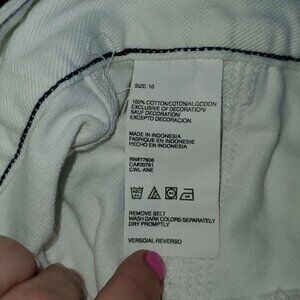 SIZE: 10
100% COTTON/COTON/ALGODON
EXCLUSIVE OF DECORATION/
SAUF DECORATION/
EXCEPTO DECORACION
MADE IN INDONESIA
FABRIQUE EN INDONESIE
HECHO EN INDONESIA
RN#77806
CA#20781
CWL-ANE
REMOVE BELT
WASH DARK COLORS SEPARATELY
DRY PROMPTLY
VERSO/AL REVERSO